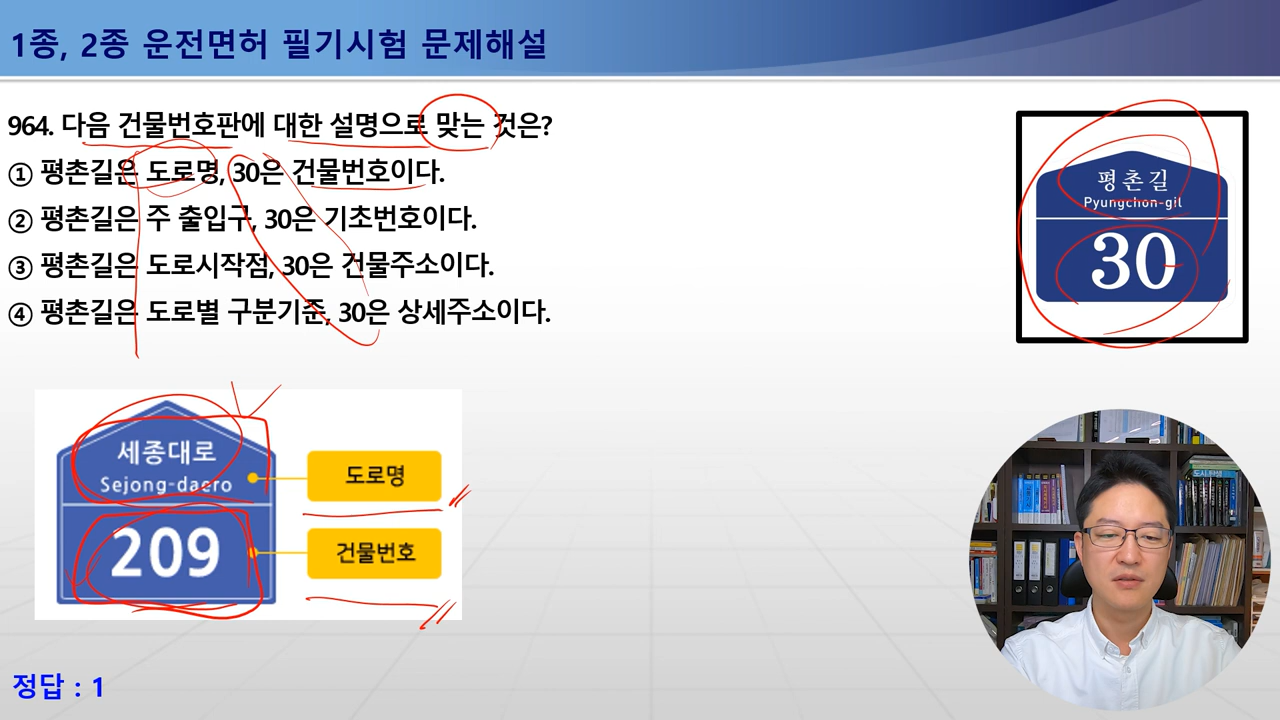 1종, 2종 운전면허 필기시험 문제해설
964. 다음 건물번호판에 대한 설명으로 맞는 것은?
① 평촌길은 도로명, 30은 건물번호이다.
② 평촌길은 주 출입구, 30은 기초번호이다.
③ 평촌길은 도로시작점, 30은 건물주소이다.
④ 평촌길은 도로별 구분기준, 30은 상세주소이다.
평촌길
Pyungchon-gil
30
세종대로
Sejong-daero
209
도로명
건물번호
정답 : 1